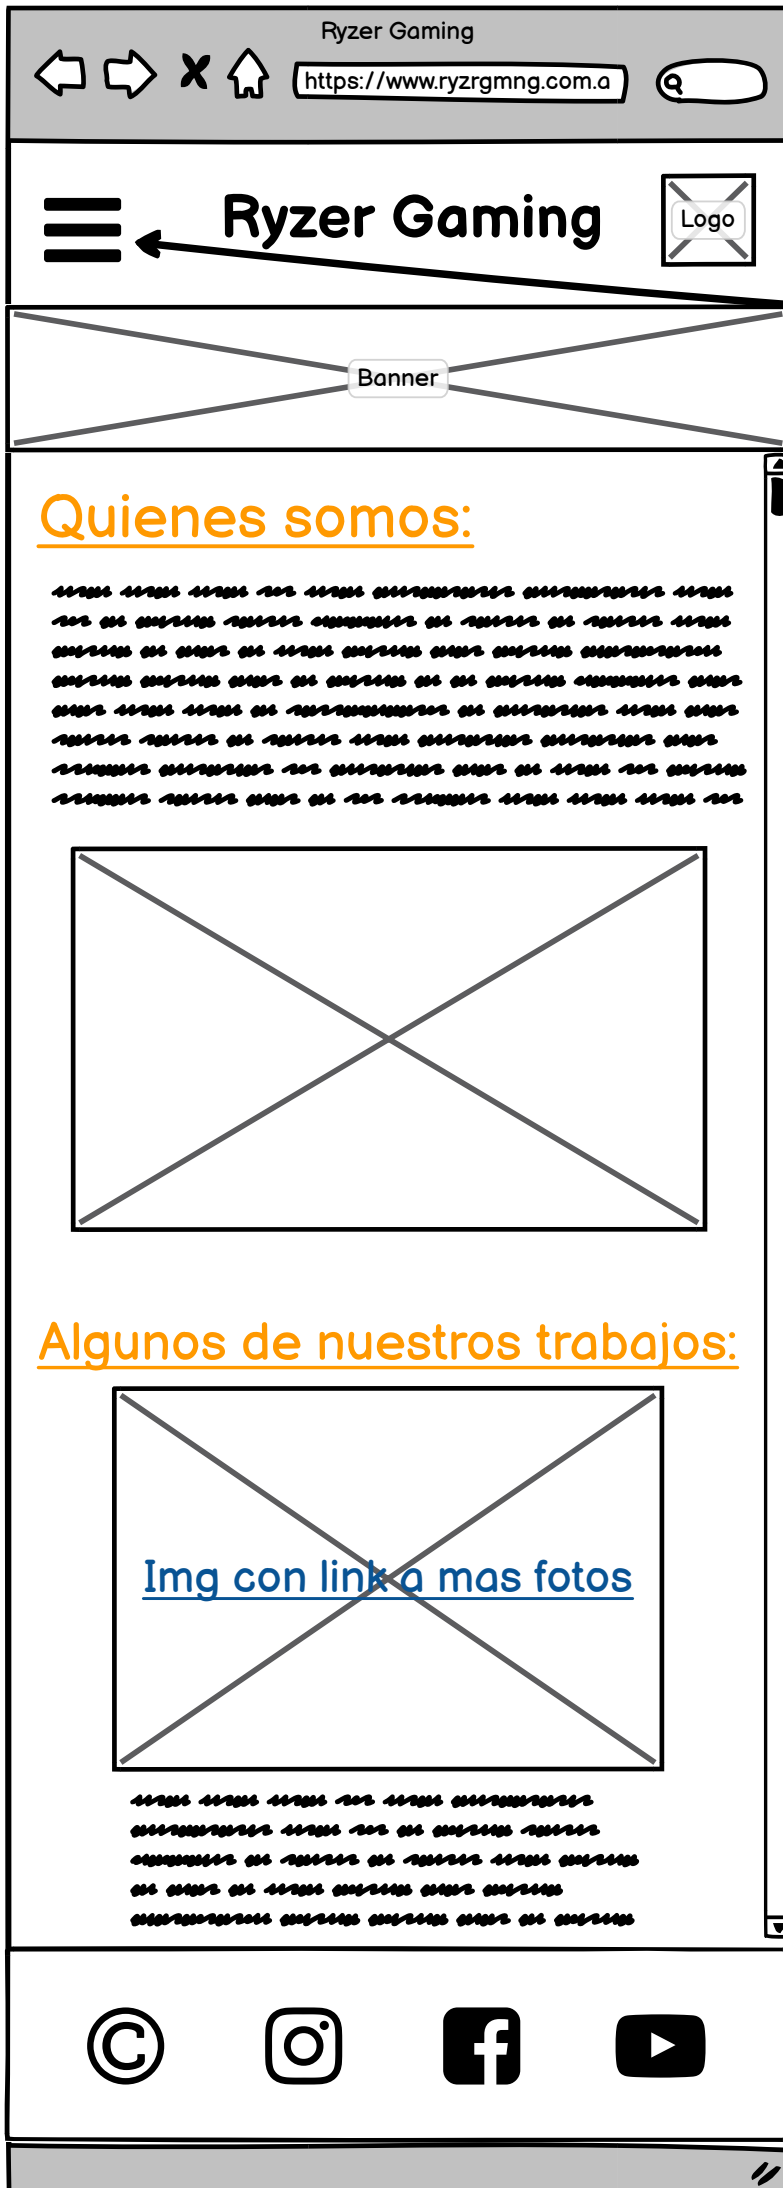 Ryzer Gaming
https://www.ryzrgmng.com.a
Ryzer Gaming
Logo
Banner
Quienes somos:
Algunos de nuestros trabajos:
Img con link a mas fotos